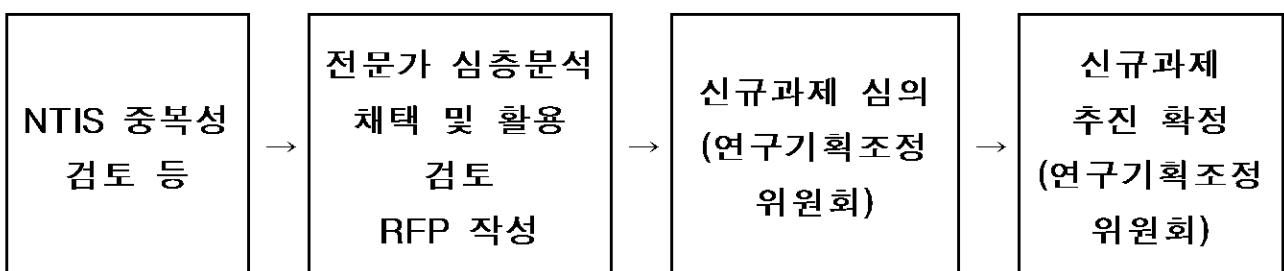 NTIS 중복성
검토 등
→
전문가 심층분석
채택 및 활용
검토
RFP 작성
→
신규과제 심의
(연구기획조정
위원회)
→
신규과제
추진 확정
(연구기획조정
위원회)